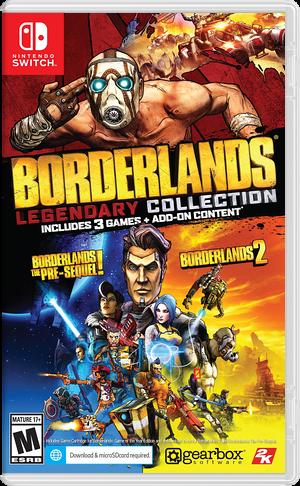 NINTENDO
SWITCH
BORDERLANDS
LEGENDARY COLLECTION
INCLUDES 3 GAMES + ADD-ON CONTENT
BORDERLANDS
THE PRE-SEQUEL!
BORDERLANDS 2
MATURE 17+
M
ESRB
Download & microSDcard required.
gearbox
software
2K